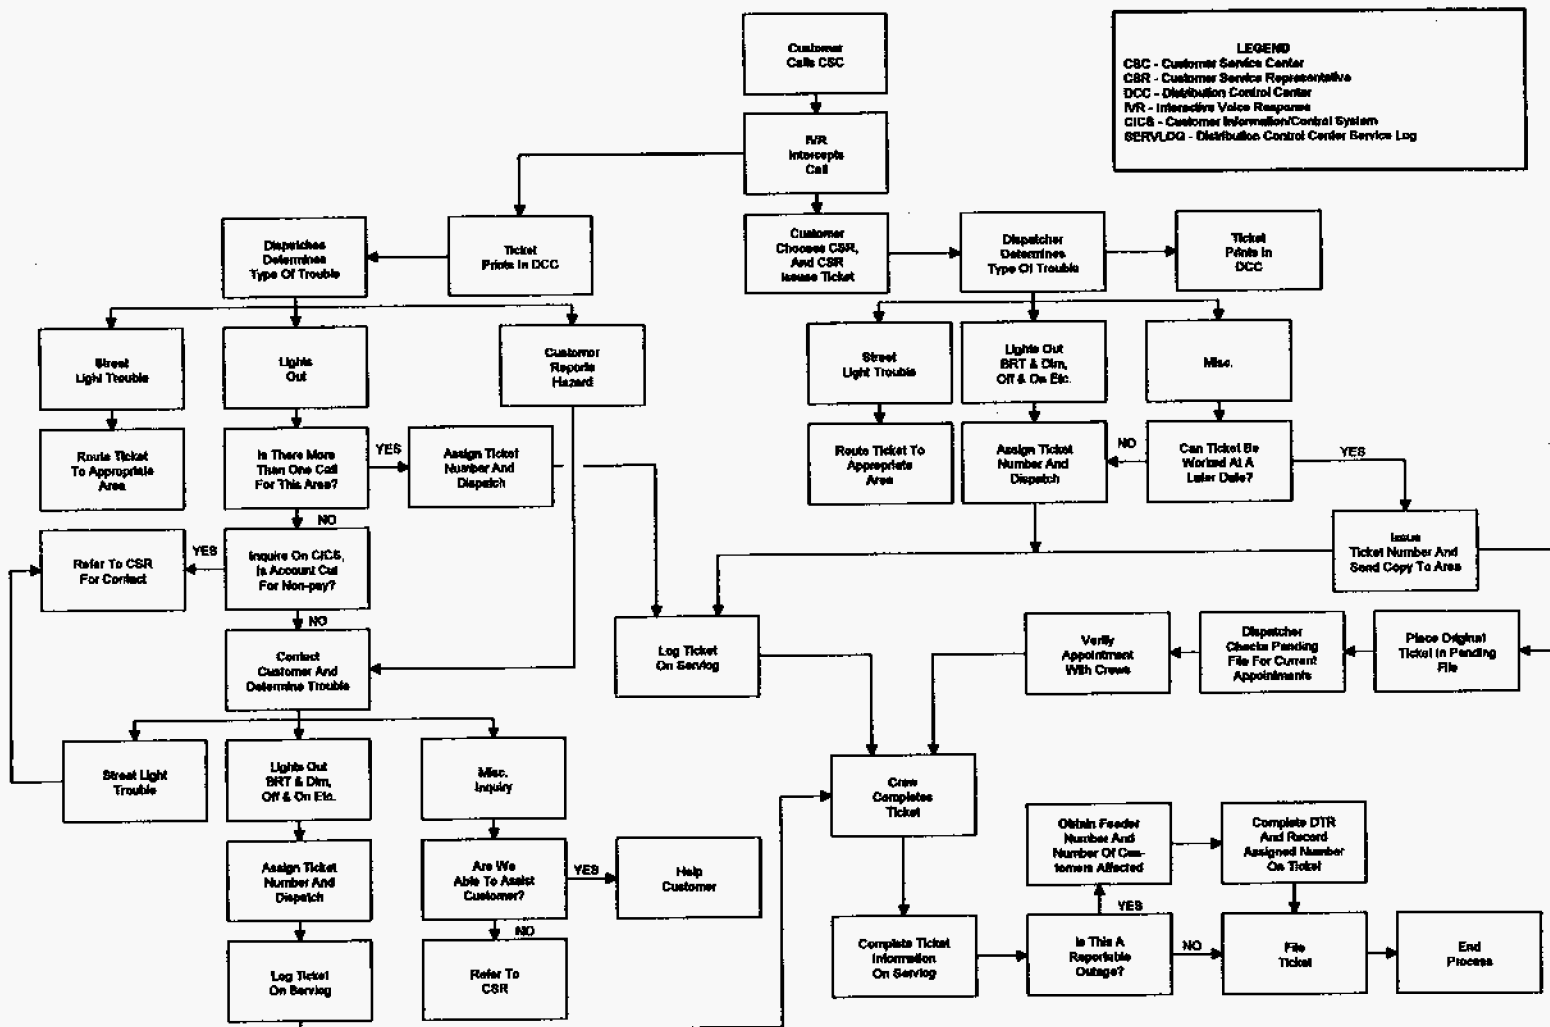 Customer
Calls CSC
LEGEND
CSC - Customer Service Center
CSR - Customer Service Representative
DCC - Distribution Control Center
IVR - Interactive Voice Response
CICS - Customer Information/Control System
SERVLOG - Distribution Control Center Service Log
IVR
Intercepts
Call
Dispatches
Determines
Type Of Trouble
Ticket
Prints In DCC
Customer
Chooses CSR,
And CSR
Issues Ticket
Dispatcher
Determines
Type Of Trouble
Ticket
Prints In
DCC
Street
Light Trouble
Lights
Out
Customer
Reports
Hazard
Street
Light Trouble
Lights Out
BRT & Dim,
Off & On Etc.
Misc.
Route Ticket
To Appropriate
Area
Is There More
Than One Call
For This Area?
YES
Assign Ticket
Number And
Dispatch
Route Ticket To
Appropriate
Area
Assign Ticket
Number And
Dispatch
NO
Can Ticket Be
Worked At A
Later Date?
YES
NO
Refer To CSR
For Contact
YES
Inquire On CICS,
Is Account Cut
For Non-pay?
Issue
Ticket Number And
Send Copy To Area
NO
Contact
Customer And
Determine Trouble
Log Ticket
On Servlog
Verify
Appointment
With Crews
Dispatcher
Checks Pending
File For Current
Appointments
Place Original
Ticket In Pending
File
Street Light
Trouble
Lights Out
BRT & Dim,
Off & On Etc.
Misc.
Inquiry
Crew
Completes
Ticket
Obtain Feeder
Number And
Number Of Cus-
tomers Affected
Complete DTR
And Record
Assigned Number
On Ticket
Assign Ticket
Number And
Dispatch
Are We
Able To Assist
Customer?
YES
Help
Customer
YES
NO
Log Ticket
On Servlog
Refer To
CSR
Complete Ticket
Information
On Servlog
Is This A
Reportable
Outage?
NO
File
Ticket
End
Process